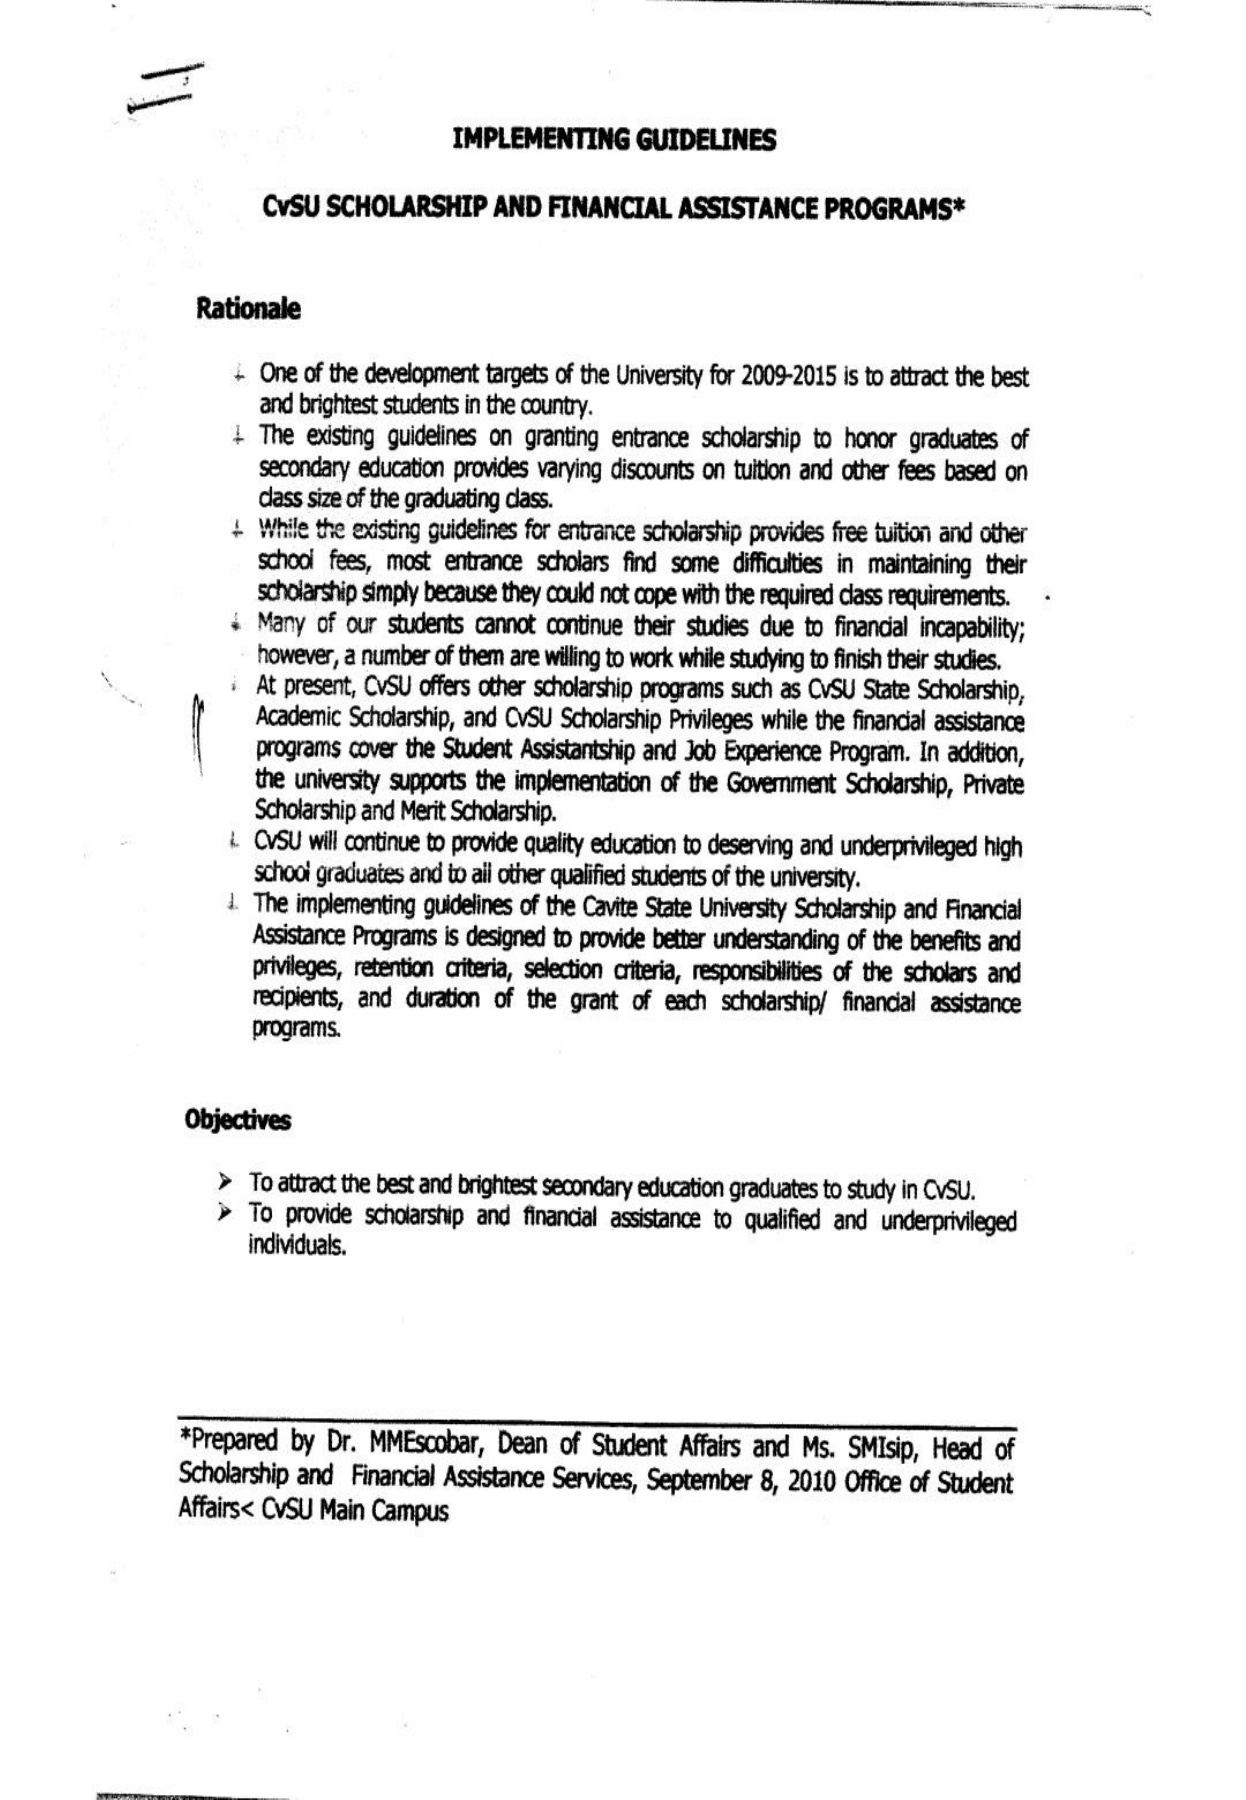 IMPLEMENTING GUIDELINES
CvSU SCHOLARSHIP AND FINANCIAL ASSISTANCE PROGRAMS*
Rationale
One of the development targets of the University for 2009-2015 is to attract the best
and brightest students in the country.
The existing guidelines on granting entrance scholarship to honor graduates of
secondary education provides varying discounts on tuition and other fees based on
class size of the graduating class.
While the existing guidelines for entrance scholarship provides free tuition and other
school fees, most entrance scholars find some difficulties in maintaining their
scholarship simply because they could not cope with the required class requirements.
Many of our students cannot continue their studies due to financial incapability;
however, a number of them are willing to work while studying to finish their studies.
At present, CvSU offers other scholarship programs such as CvSU State Scholarship,
Academic Scholarship, and CvSU Scholarship Privileges while the financial assistance
programs cover the Student Assistantship and Job Experience Program. In addition,
the university supports the implementation of the Government Scholarship, Private
Scholarship and Merit Scholarship.
CvSU will continue to provide quality education to deserving and underprivileged high
school graduates and to all other qualified students of the university.
The implementing guidelines of the Cavite State University Scholarship and Financial
Assistance Programs is designed to provide better understanding of the benefits and
privileges, retention criteria, selection criteria, responsibilities of the scholars and
recipients, and duration of the grant of each scholarship/ financial assistance
programs.
Objectives
➢ To attract the best and brightest secondary education graduates to study in CvSU.
➢ To provide scholarship and financial assistance to qualified and underprivileged
individuals.
*Prepared by Dr. MMEscobar, Dean of Student Affairs and Ms. SMIsip, Head of
Scholarship and Financial Assistance Services, September 8, 2010 Office of Student
Affairs< CvSU Main Campus